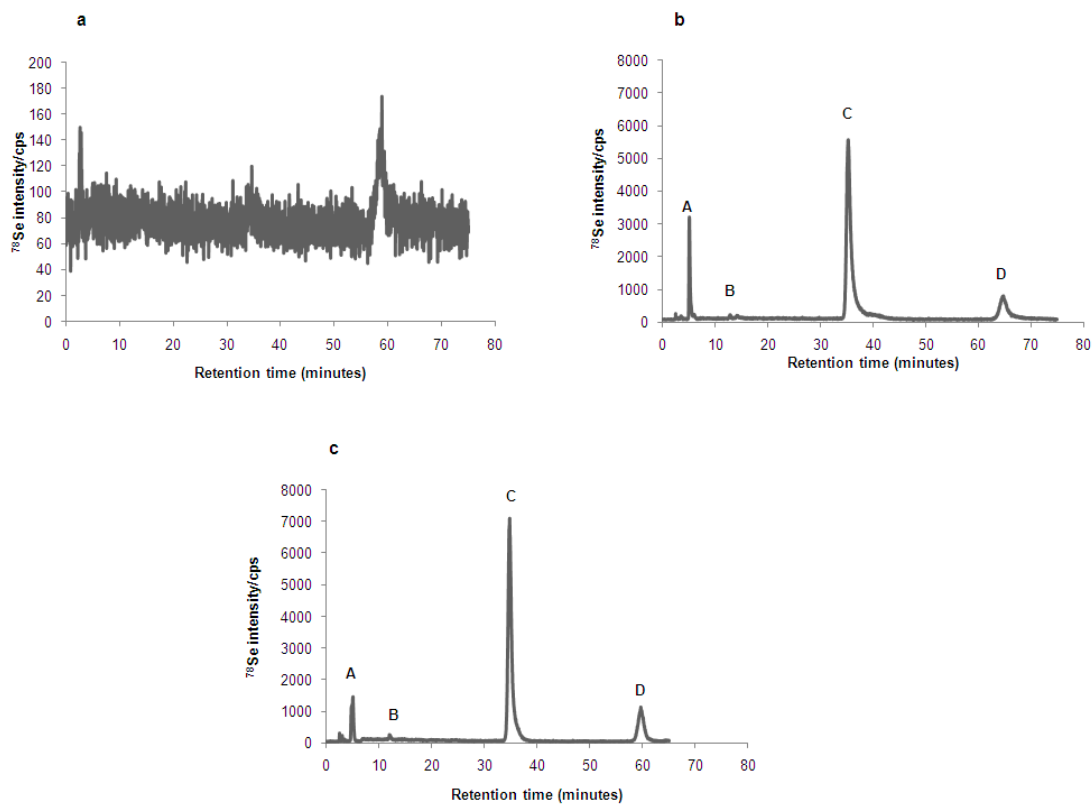 a
200
180
160
140
120
100
80
60
40
20
0
⁷⁸Se intensity/cps
0 10 20 30 40 50 60 70 80
Retention time (minutes)
b
8000
7000
6000
5000
4000
3000
2000
1000
0
⁷⁸Se intensity/cps
A
B
C
D
0 10 20 30 40 50 60 70 80
Retention time (minutes)
c
8000
7000
6000
5000
4000
3000
2000
1000
0
⁷⁸Se intensity/cps
A
B
C
D
0 10 20 30 40 50 60 70 80
Retention time (minutes)